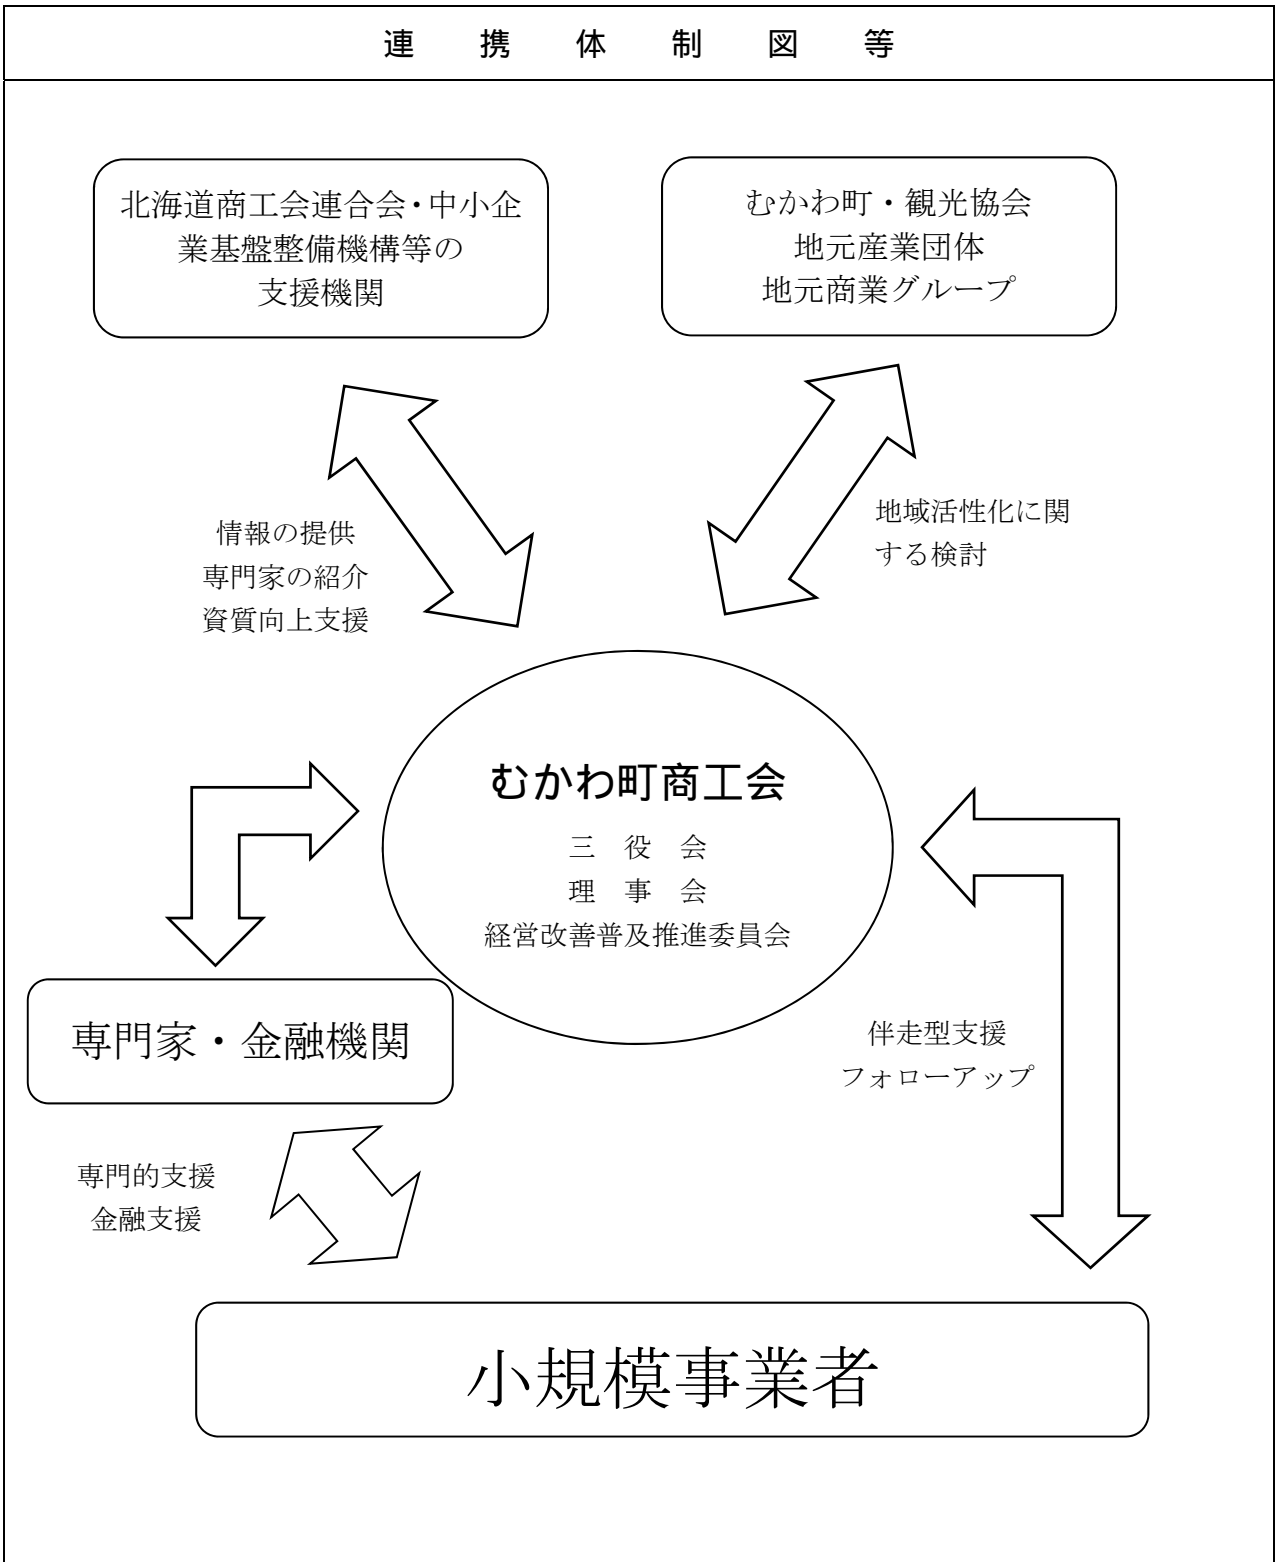 連 携 体 制 図 等
北海道商工会連合会・中小企
業基盤整備機構等の
支援機関
むかわ町・観光協会
地元産業団体
地元商業グループ
情報の提供
専門家の紹介
資質向上支援
地域活性化に関
する検討
むかわ町商工会
三 役 会
理 事 会
経営改善普及推進委員会
専門家・金融機関
伴走型支援
フォローアップ
専門的支援
金融支援
小規模事業者